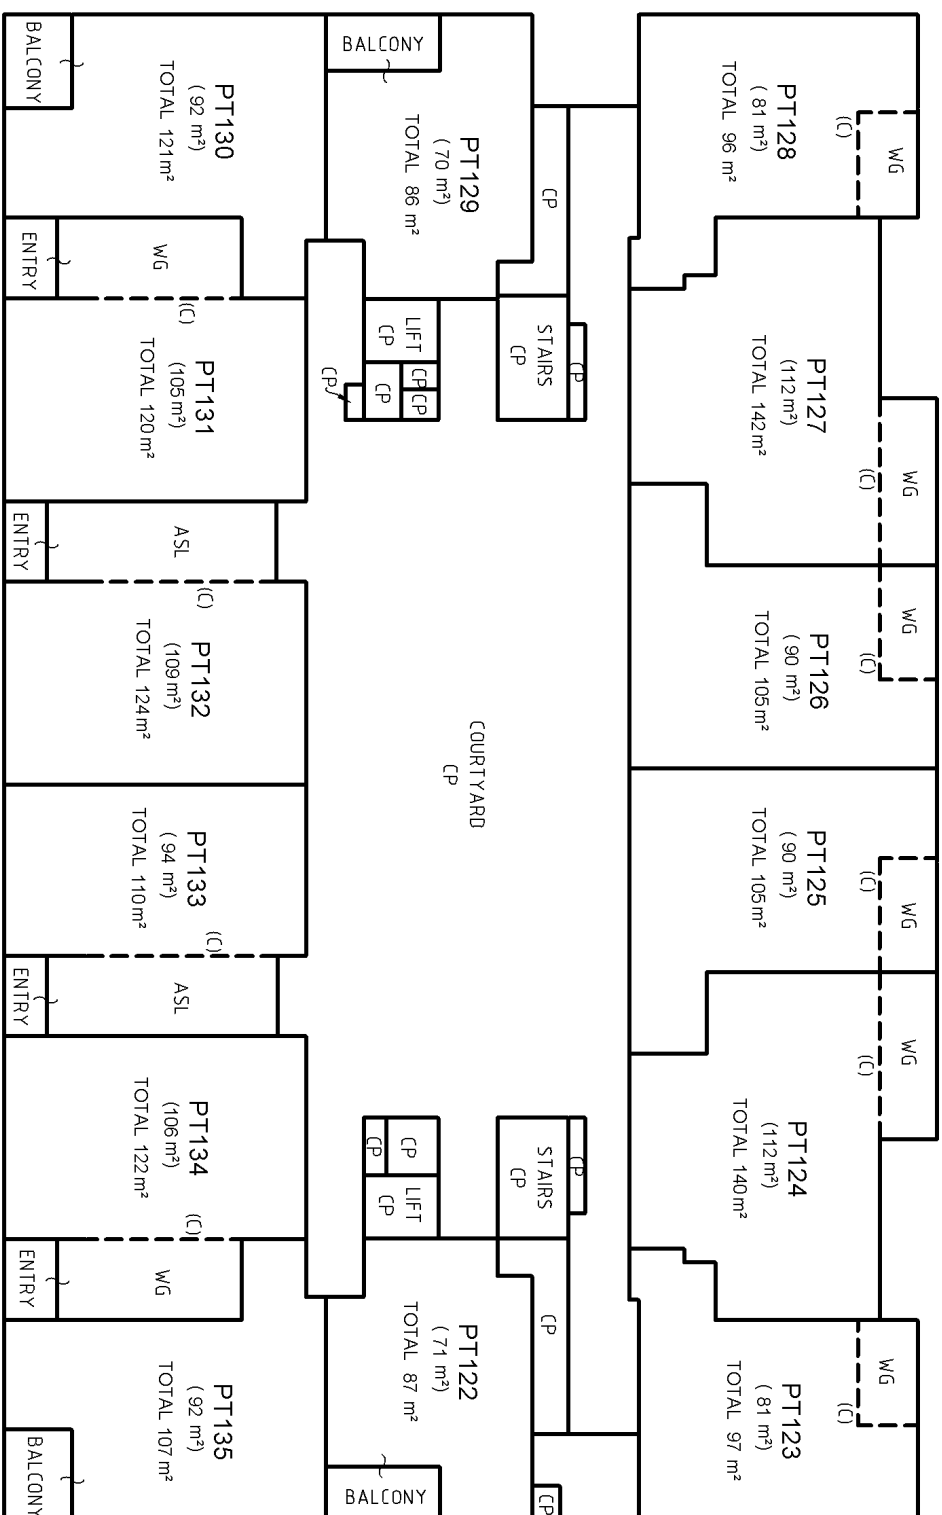 BALCONY
PT130
( 92 m²)
TOTAL 121m²
BALCONY
PT129
( 70 m²)
TOTAL 86 m²
CP
PT128
( 81 m²)
TOTAL 96 m²
(C)
WG
ENTRY
WG
(C)
PT131
(105m²)
TOTAL 120m²
LIFT
CP
CP
CP
CP
CP
STAIRS
CP
CP
PT127
(112m²)
TOTAL 142m²
(C)
WG
ENTRY
ASL
(C)
PT132
(109m²)
TOTAL 124m²
PT126
( 90 m²)
TOTAL 105m²
(C)
WG
COURTYARD
CP
PT133
( 94 m²)
TOTAL 110m²
(C)
PT125
( 90 m²)
TOTAL 105m²
(C)
WG
ENTRY
ASL
PT134
(106m²)
TOTAL 122m²
(C)
CP
CP
LIFT
CP
STAIRS
CP
CP
PT124
(112m²)
TOTAL 140m²
(C)
WG
ENTRY
WG
PT135
( 92 m²)
TOTAL 107m²
BALCONY
PT122
( 71 m²)
TOTAL 87 m²
BALCONY
CP
CP
PT123
( 81 m²)
TOTAL 97 m²
(C)
WG